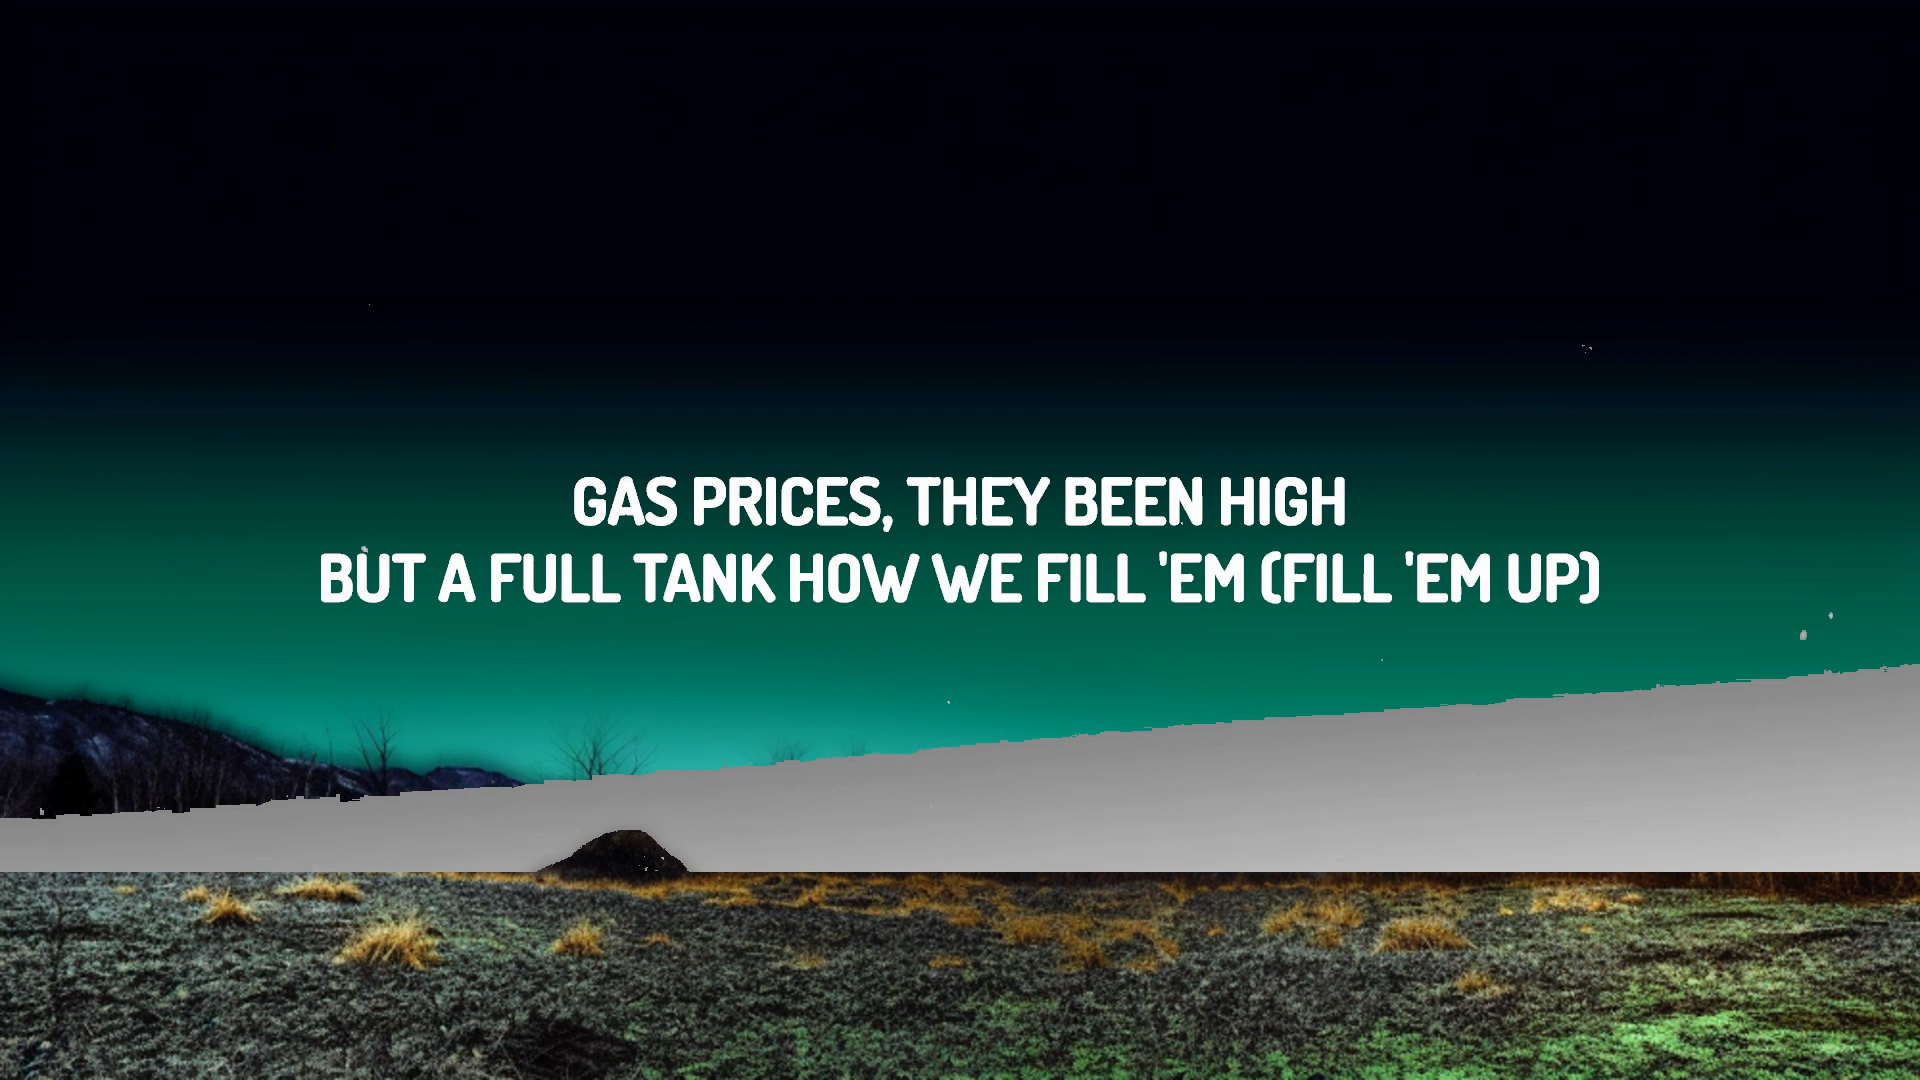 GAS PRICES, THEY BEEN HIGH
BUT A FULL TANK HOW WE FILL 'EM (FILL 'EM UP)